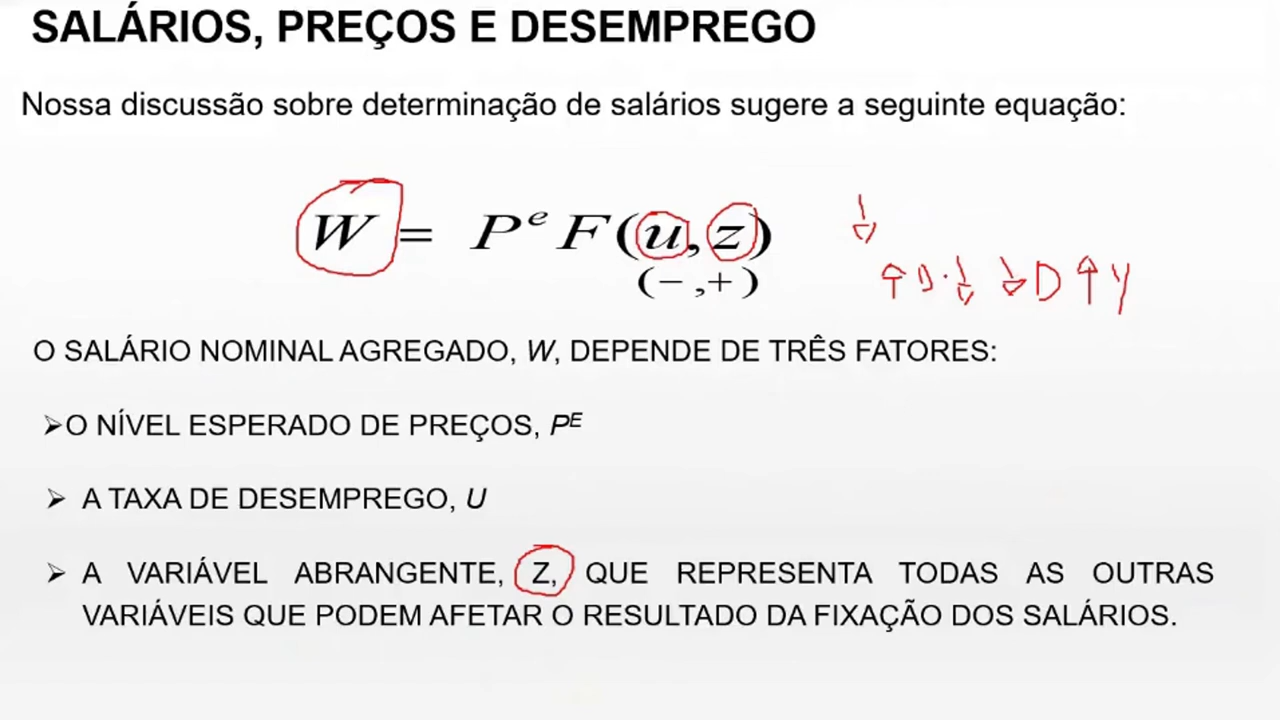 SALÁRIOS, PREÇOS E DESEMPREGO
Nossa discussão sobre determinação de salários sugere a seguinte equação:
W = Pᵉ F(u,z)
(− ,+ )
↓
↑ D · ↓ ↓ D ↑ Y
O SALÁRIO NOMINAL AGREGADO, W, DEPENDE DE TRÊS FATORES:
➢O NÍVEL ESPERADO DE PREÇOS, Pᴱ
➢ A TAXA DE DESEMPREGO, U
➢ A VARIÁVEL ABRANGENTE, Z, QUE REPRESENTA TODAS AS OUTRAS
VARIÁVEIS QUE PODEM AFETAR O RESULTADO DA FIXAÇÃO DOS SALÁRIOS.